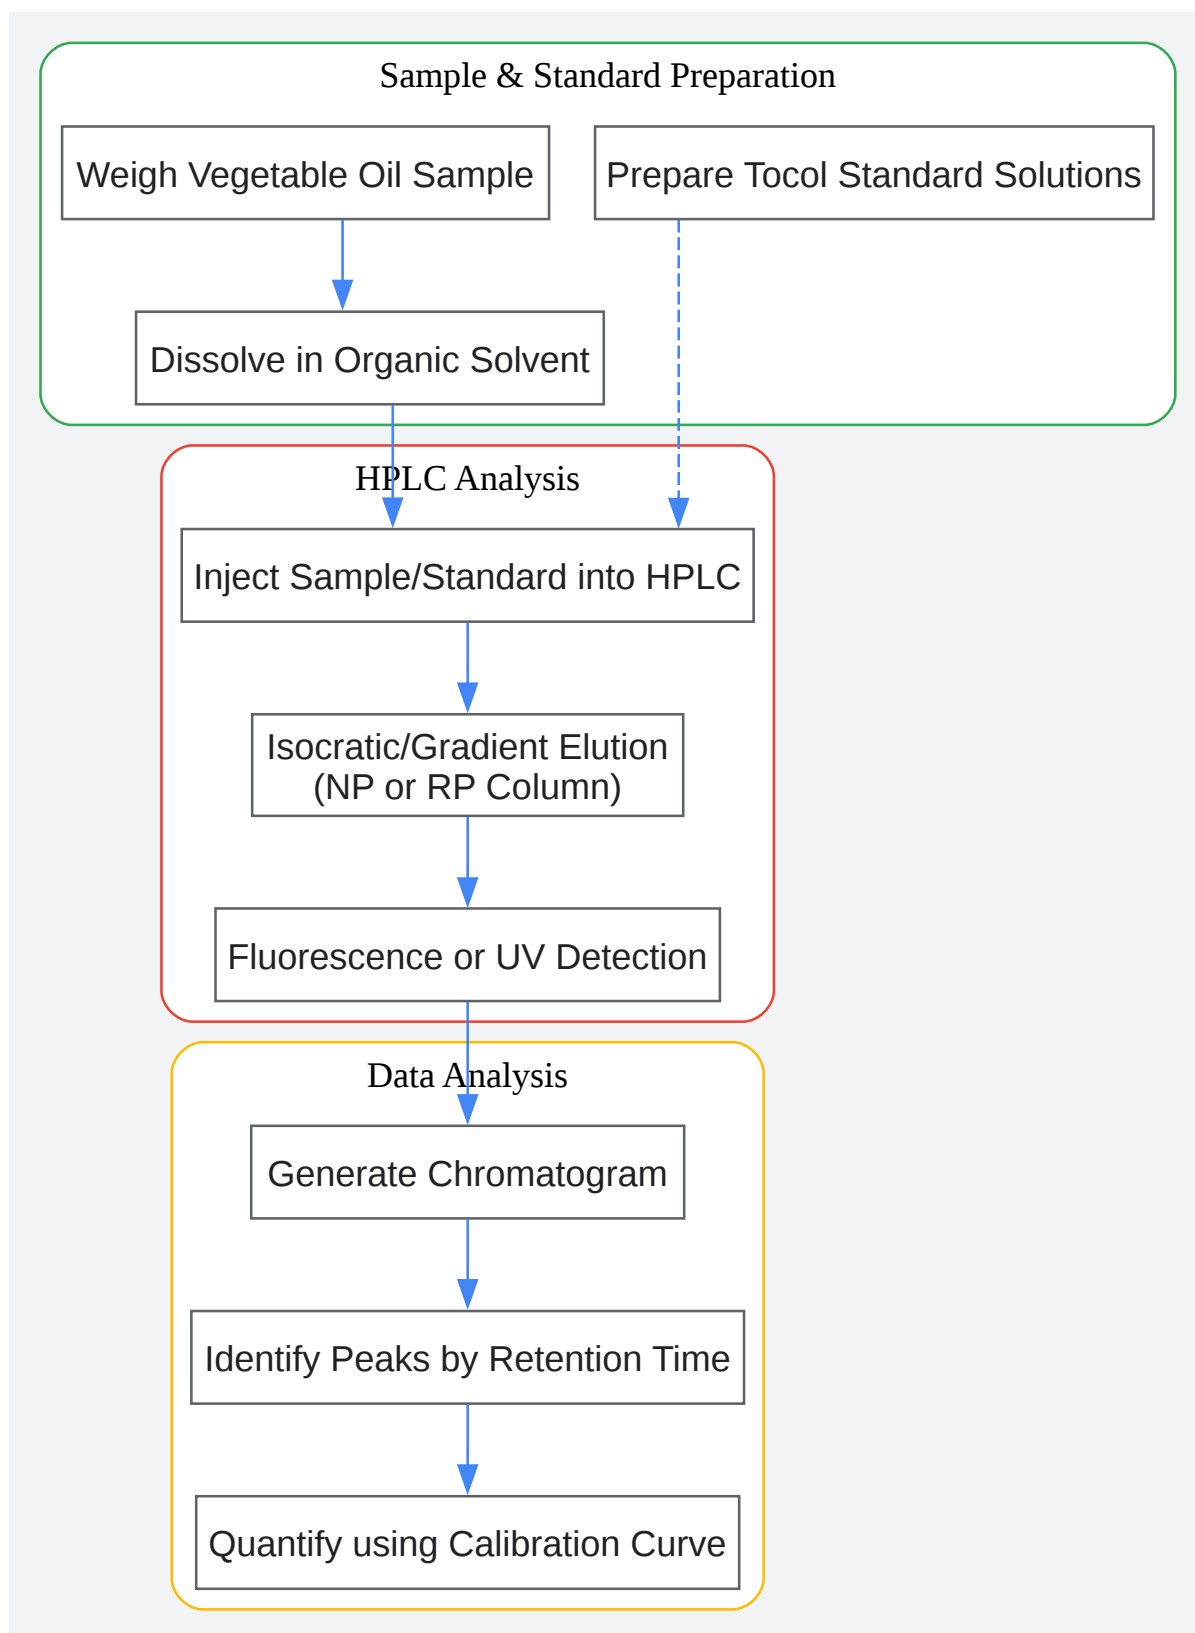 Sample & Standard Preparation
Weigh Vegetable Oil Sample
Prepare Tocol Standard Solutions
Dissolve in Organic Solvent
HPLC Analysis
Inject Sample/Standard into HPLC
Isocratic/Gradient Elution
(NP or RP Column)
Fluorescence or UV Detection
Data Analysis
Generate Chromatogram
Identify Peaks by Retention Time
Quantify using Calibration Curve